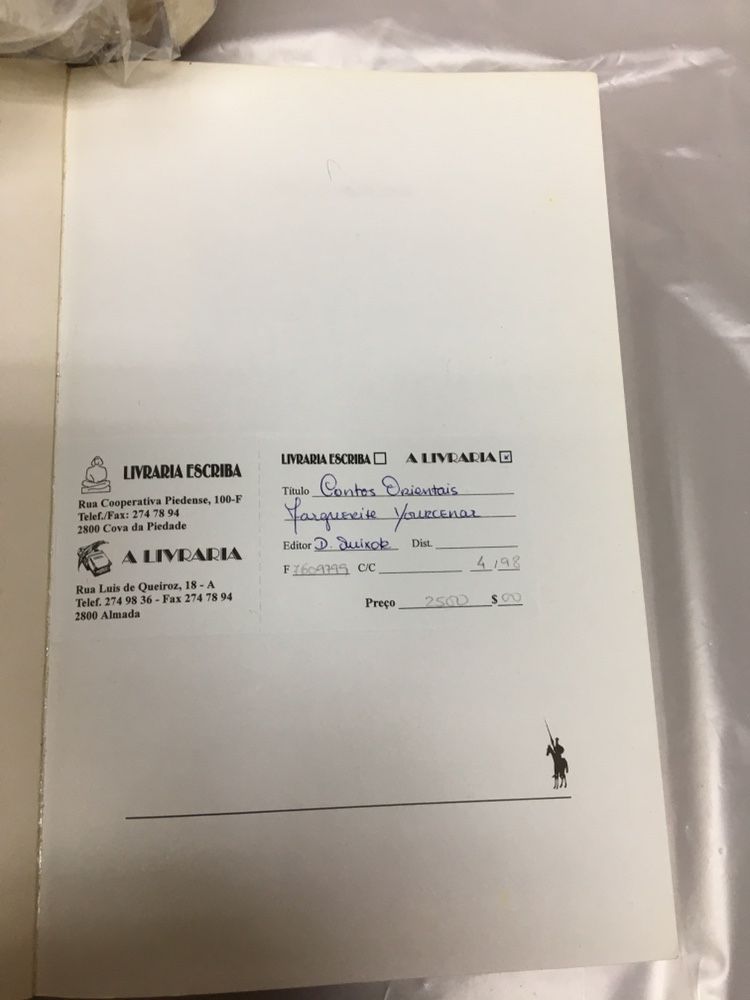 LIVRARIA ESCRIBA
Rua Cooperativa Piedense, 100-F
Telef./Fax: 274 78 94
2800 Cova da Piedade
A LIVRARIA
Rua Luis de Queiroz, 18 - A
Telef. 274 98 36 - Fax 274 78 94
2800 Almada
LIVRARIA ESCRIBA ☐ A LIVRARIA ☒
Título Contos Orientais
Marguerite Yourcenar
Editor D. Quixote Dist.
F 7609799 C/C 4/98
Preço 2500 $ 00